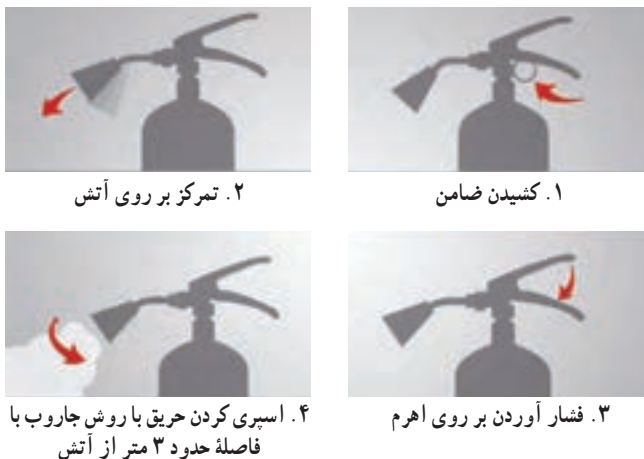 ۱. کشیدن ضامن
۲. تمرکز بر روی آتش
۳. فشار آوردن بر روی اهرم
۴. اسپری کردن حریق با روش جاروب با
فاصلهٔ حدود ۳ متر از آتش